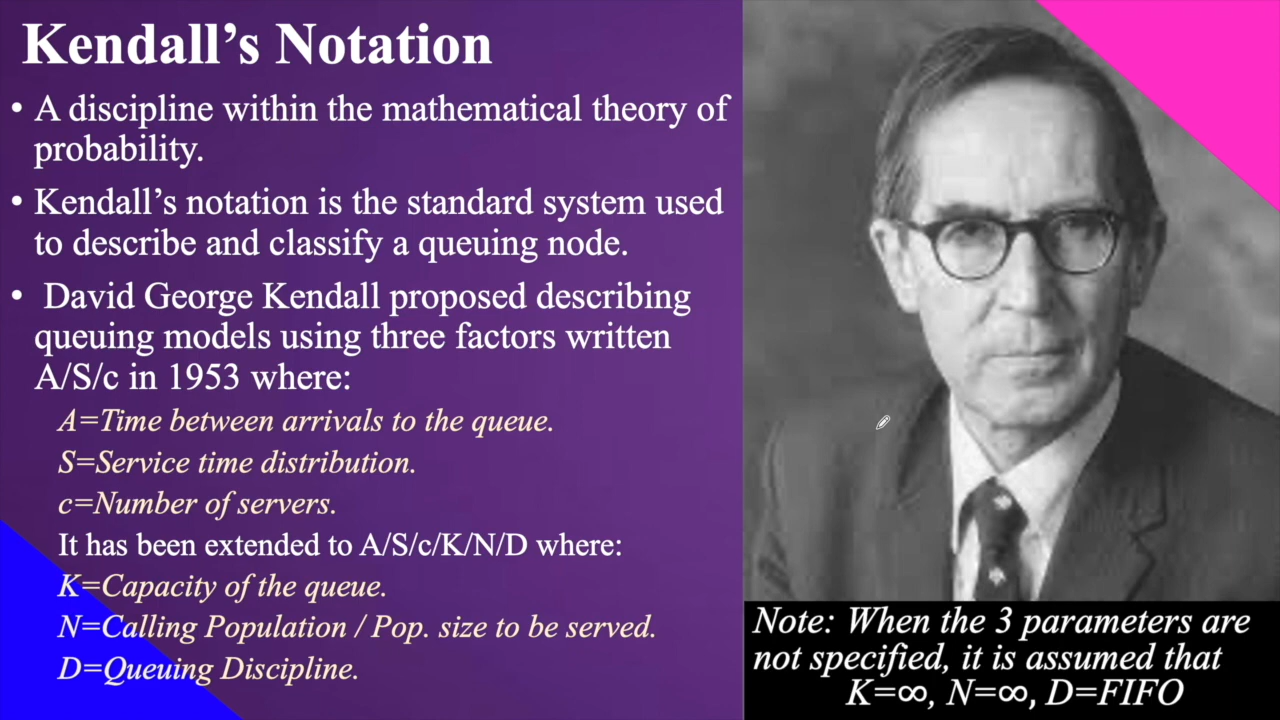 Kendall’s Notation
• A discipline within the mathematical theory of
probability.
• Kendall’s notation is the standard system used
to describe and classify a queuing node.
• David George Kendall proposed describing
queuing models using three factors written
A/S/c in 1953 where:
A=Time between arrivals to the queue.
S=Service time distribution.
c=Number of servers.
It has been extended to A/S/c/K/N/D where:
K=Capacity of the queue.
N=Calling Population / Pop. size to be served.
D=Queuing Discipline.
Note: When the 3 parameters are
not specified, it is assumed that
K=∞, N=∞, D=FIFO